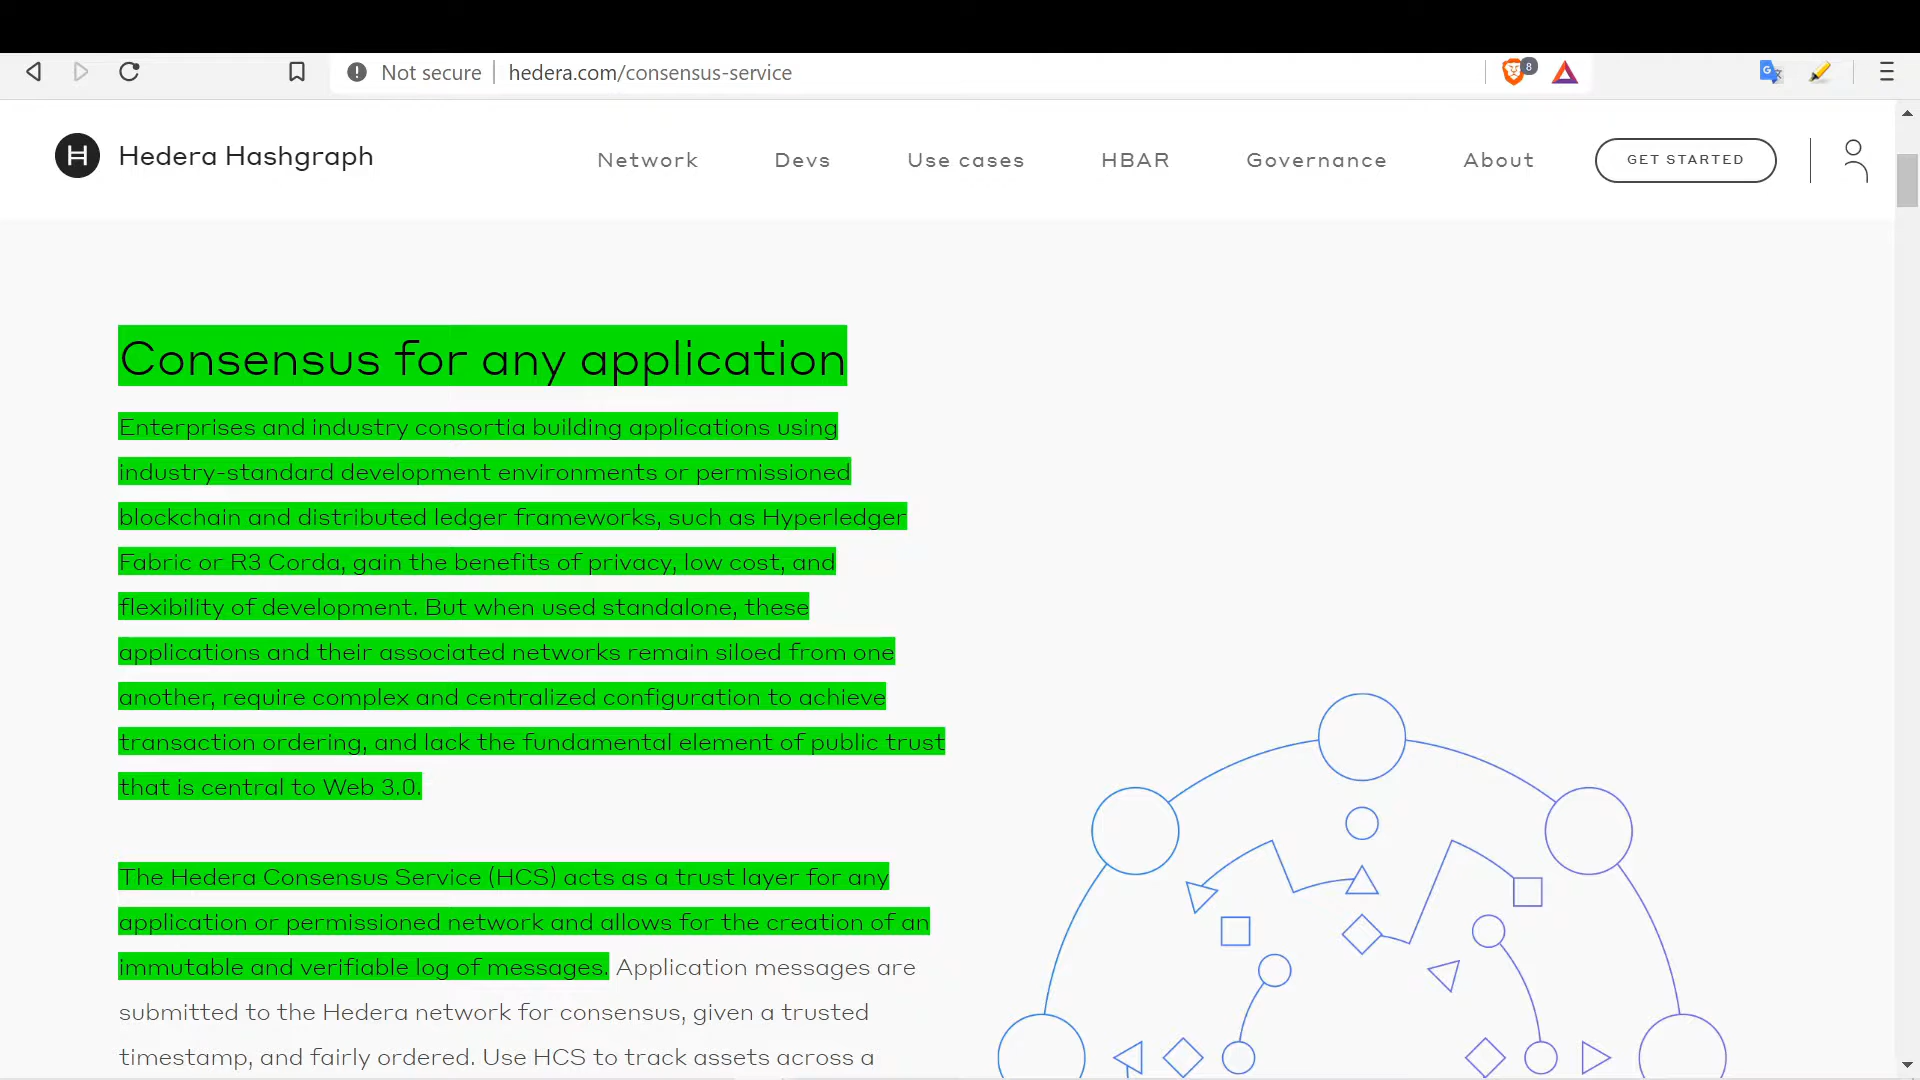 Not secure hedera.com/consensus-service 8
H Hedera Hashgraph Network Devs Use cases HBAR Governance About GET STARTED
Consensus for any application
Enterprises and industry consortia building applications using
industry-standard development environments or permissioned
blockchain and distributed ledger frameworks, such as Hyperledger
Fabric or R3 Corda, gain the benefits of privacy, low cost, and
flexibility of development. But when used standalone, these
applications and their associated networks remain siloed from one
another, require complex and centralized configuration to achieve
transaction ordering, and lack the fundamental element of public trust
that is central to Web 3.0.
The Hedera Consensus Service (HCS) acts as a trust layer for any
application or permissioned network and allows for the creation of an
immutable and verifiable log of messages. Application messages are
submitted to the Hedera network for consensus, given a trusted
timestamp, and fairly ordered. Use HCS to track assets across a